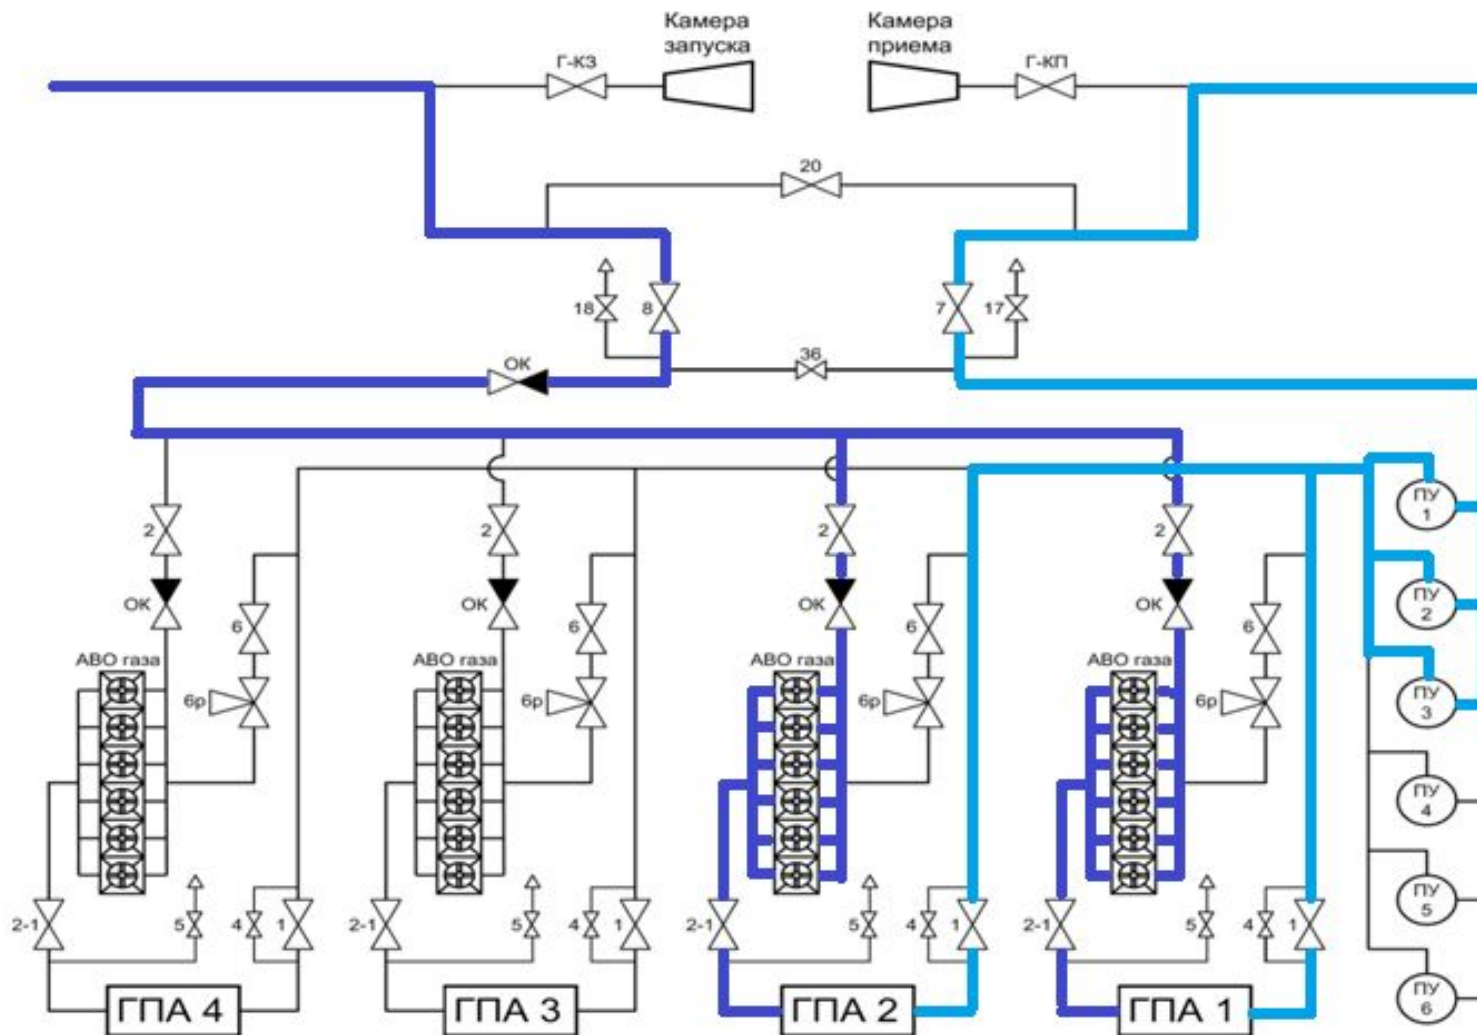 Камера
запуска
Камера
приема
Г-КЗ
Г-КП
20
18
8
7
17
36
ОК
2
2
2
2
ОК
ОК
ОК
ОК
6
6
6
6
АВО газа
АВО газа
АВО газа
АВО газа
6р
6р
6р
6р
ПУ
1
ПУ
2
ПУ
3
ПУ
4
ПУ
5
ПУ
6
2-1
5
4
1
2-1
5
4
1
2-1
5
4
1
2-1
5
4
1
ГПА 4
ГПА 3
ГПА 2
ГПА 1